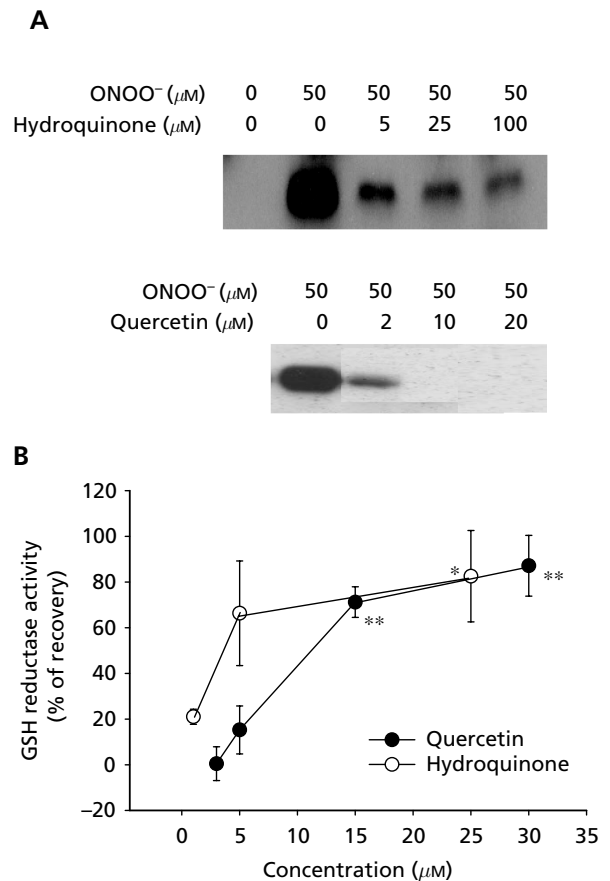 A
ONOO⁻ (μM) 0 50 50 50 50
Hydroquinone (μM) 0 0 5 25 100
ONOO⁻ (μM) 50 50 50 50
Quercetin (μM) 0 2 10 20
B
120
100
80
60
40
20
0
−20
GSH reductase activity
(% of recovery)
*
**
**
Quercetin
Hydroquinone
0 5 10 15 20 25 30 35
Concentration (μM)